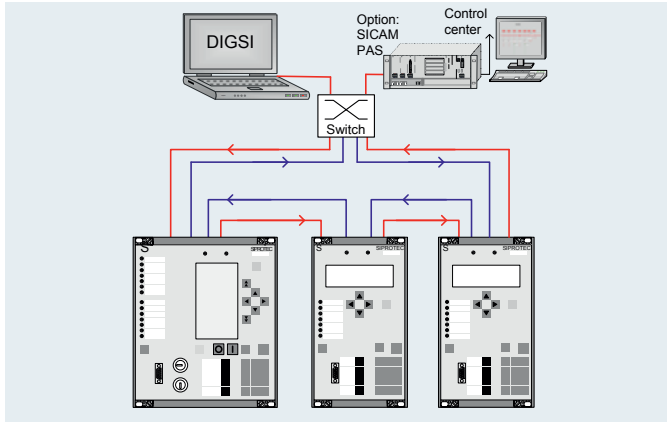 DIGSI
Option:
SICAM
PAS
Control
center
Switch
S
SIPROTEC
S
SIPROTEC
S
SIPROTEC